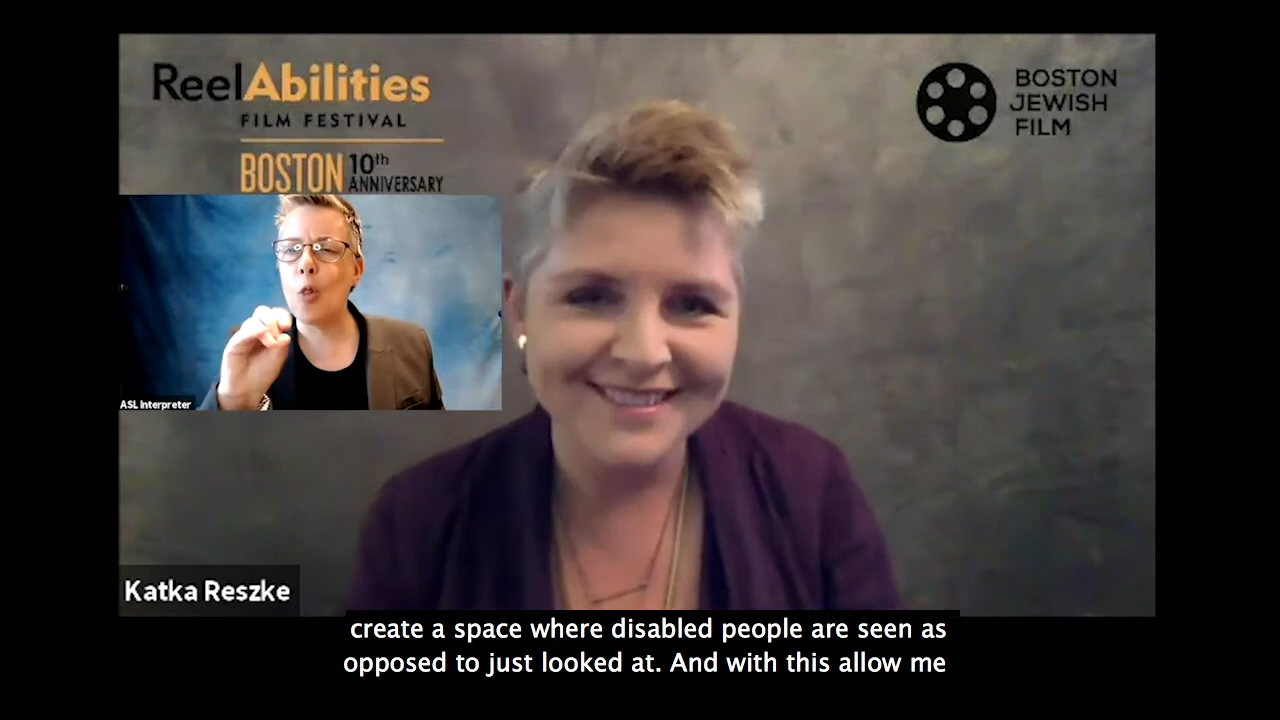 ReelAbilities
FILM FESTIVAL
BOSTON 10th ANNIVERSARY
BOSTON
JEWISH
FILM
ASL Interpreter
Katka Reszke
create a space where disabled people are seen as
opposed to just looked at. And with this allow me